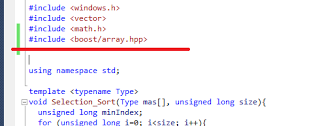 #include <windows.h>
#include <vector>
#include <math.h>
#include <boost/array.hpp>
using namespace std;
template <typename Type>
void Selection_Sort(Type mas[], unsigned long size){
unsigned long minIndex;
for (unsigned long i=0; i<size; i++){